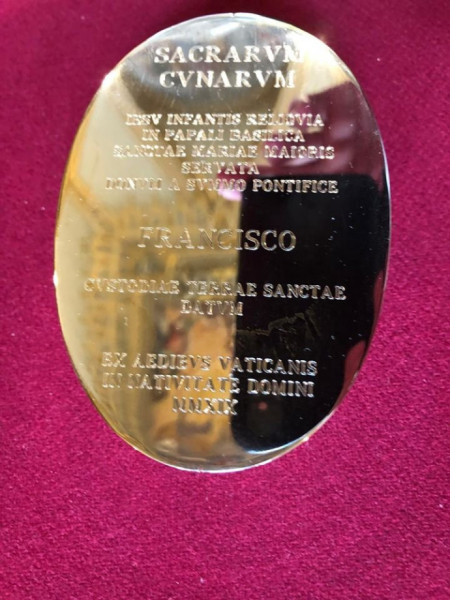 SACRARVM
CVNARVM
IESV INFANTIS RELIQVIA
IN PAPALI BASILICA
SANCTAE MARIAE MAIORIS
SERVATA
DONVM A SVMMO PONTIFICE
FRANCISCO
CVSTODIAE TERRAE SANCTAE
DATVM
EX AEDIBVS VATICANIS
IN NATIVITATE DOMINI
MMXIX